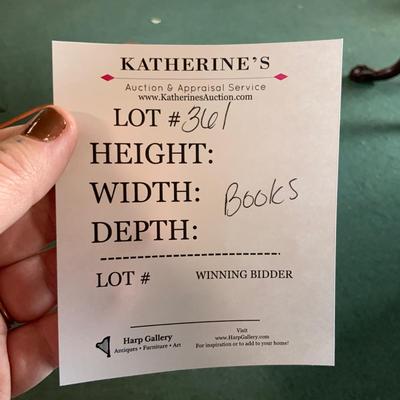 KATHERINE'S
Auction & Appraisal Service
www.KatherinesAuction.com
LOT #361
HEIGHT:
WIDTH: Books
DEPTH:
LOT # WINNING BIDDER
Harp Gallery
Antiques • Furniture • Art
Visit
www.HarpGallery.com
For inspiration or to add to your home!